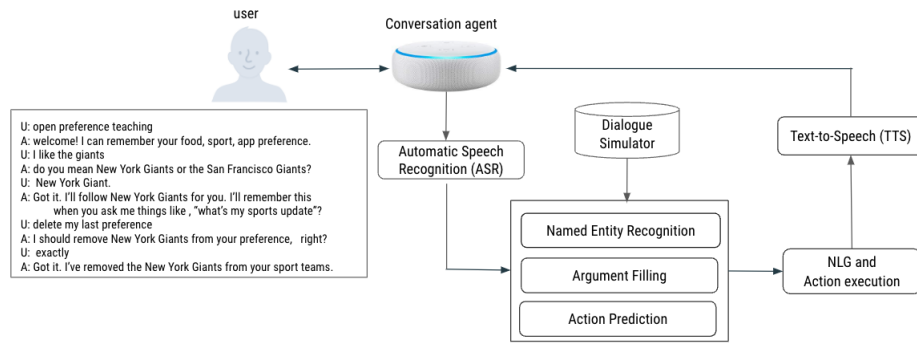 user
Conversation agent
U: open preference teaching
A: welcome! I can remember your food, sport, app preference.
U: I like the giants
A: do you mean New York Giants or the San Francisco Giants?
U:  New York Giant.
A: Got it. I'll follow New York Giants for you. I'll remember this
when you ask me things like , "what's my sports update"?
U: delete my last preference
A: I should remove New York Giants from your preference,  right?
U:  exactly
A: Got it. I've removed the New York Giants from your sport teams.
Automatic Speech
Recognition (ASR)
Dialogue
Simulator
Named Entity Recognition
Argument Filling
Action Prediction
Text-to-Speech (TTS)
NLG and
Action execution